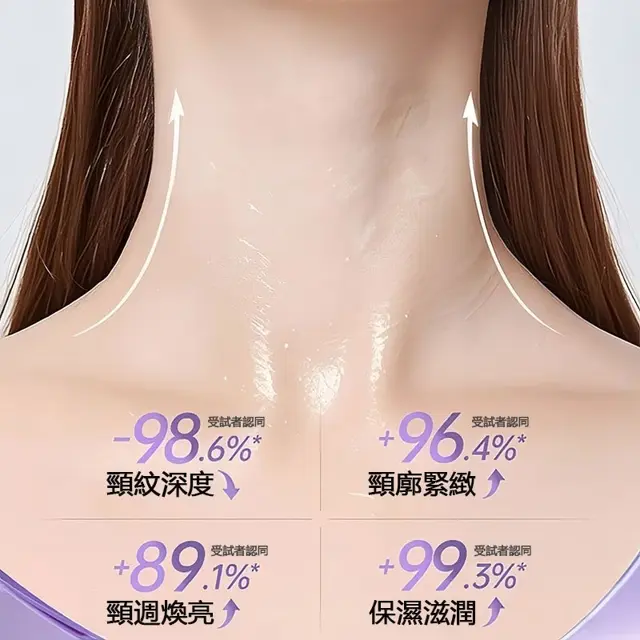 -98.6%* 受試者認同
頸紋深度
+96.4%* 受試者認同
頸廓緊緻
+89.1%* 受試者認同
頸週煥亮
+99.3%* 受試者認同
保濕滋潤